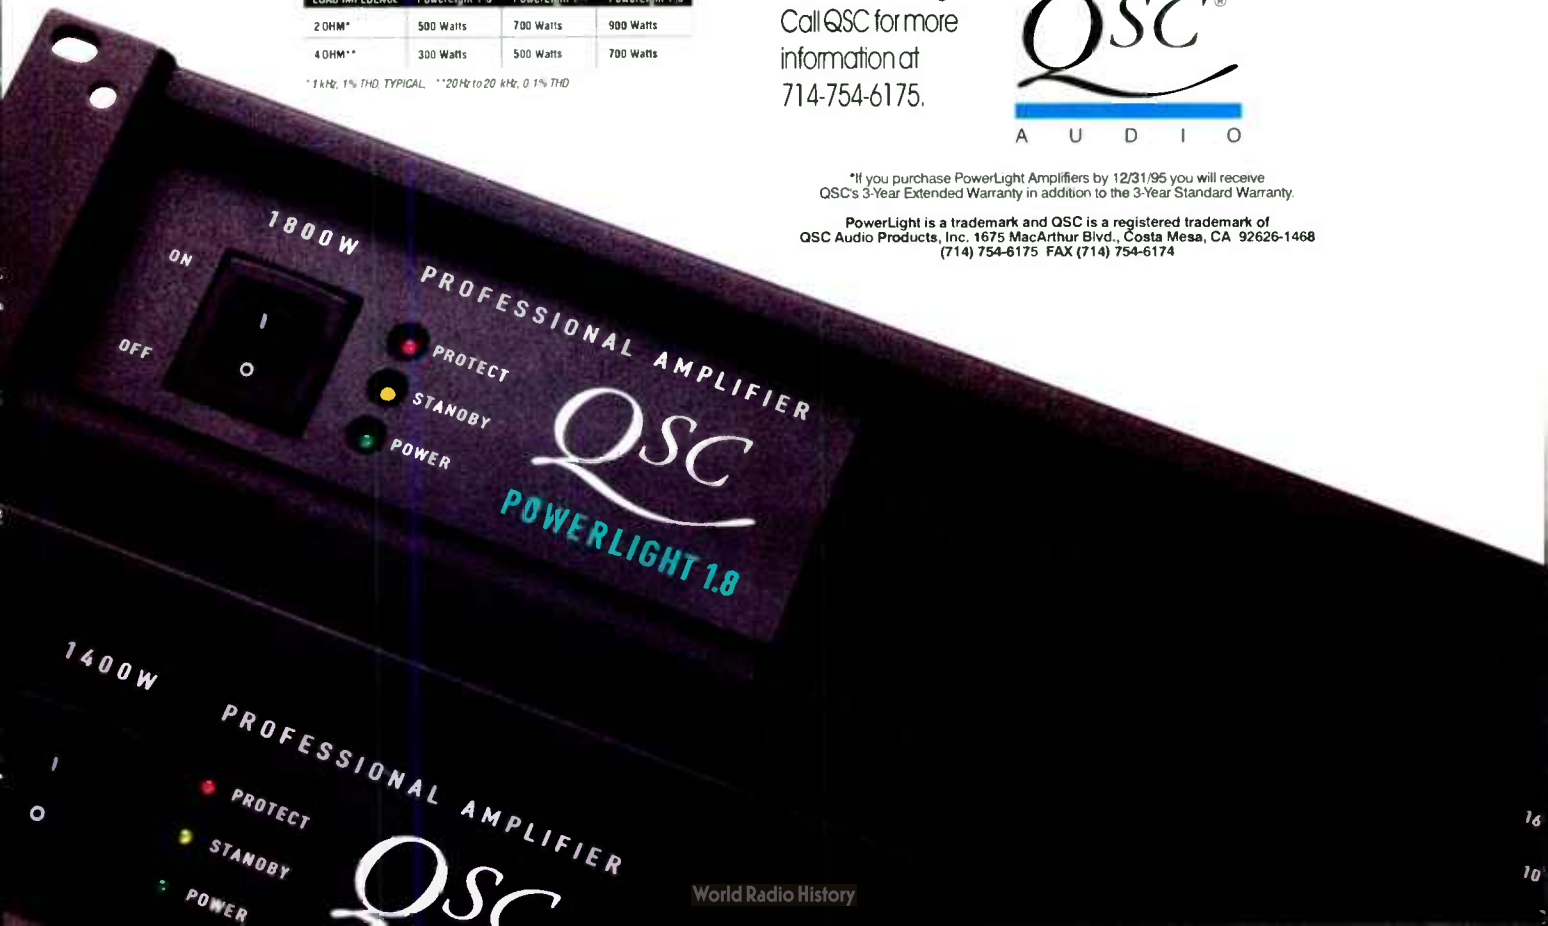 2 OHM* 500 Watts 700 Watts 900 Watts
4 OHM** 300 Watts 500 Watts 700 Watts
*1 kHz, 1% THD, TYPICAL, **20 Hz to 20 kHz, 0.1% THD
Call QSC for more
information at
714-754-6175.
QSC®
AUDIO
*If you purchase PowerLight Amplifiers by 12/31/95 you will receive
QSC's 3-Year Extended Warranty in addition to the 3-Year Standard Warranty.
PowerLight is a trademark and QSC is a registered trademark of
QSC Audio Products, Inc. 1675 MacArthur Blvd., Costa Mesa, CA 92626-1468
(714) 754-6175 FAX (714) 754-6174
1800W
PROFESSIONAL AMPLIFIER
ON
OFF
PROTECT
STANDBY
POWER
QSC
POWERLIGHT 1.8
1400W
PROFESSIONAL AMPLIFIER
PROTECT
STANDBY
POWER
QSC
16
10
World Radio History